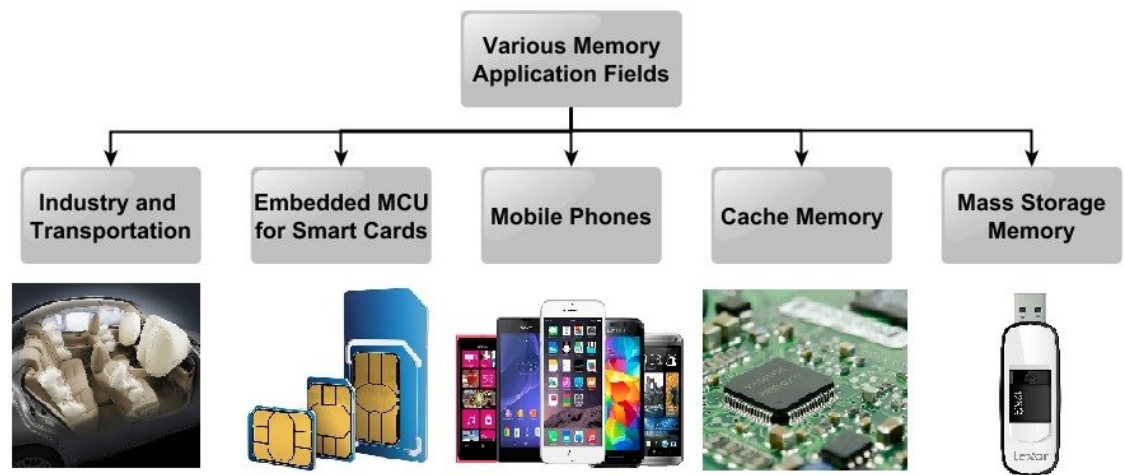 Various Memory
Application Fields
Industry and
Transportation
Embedded MCU
for Smart Cards
Mobile Phones
Cache Memory
Mass Storage
Memory
Lexar